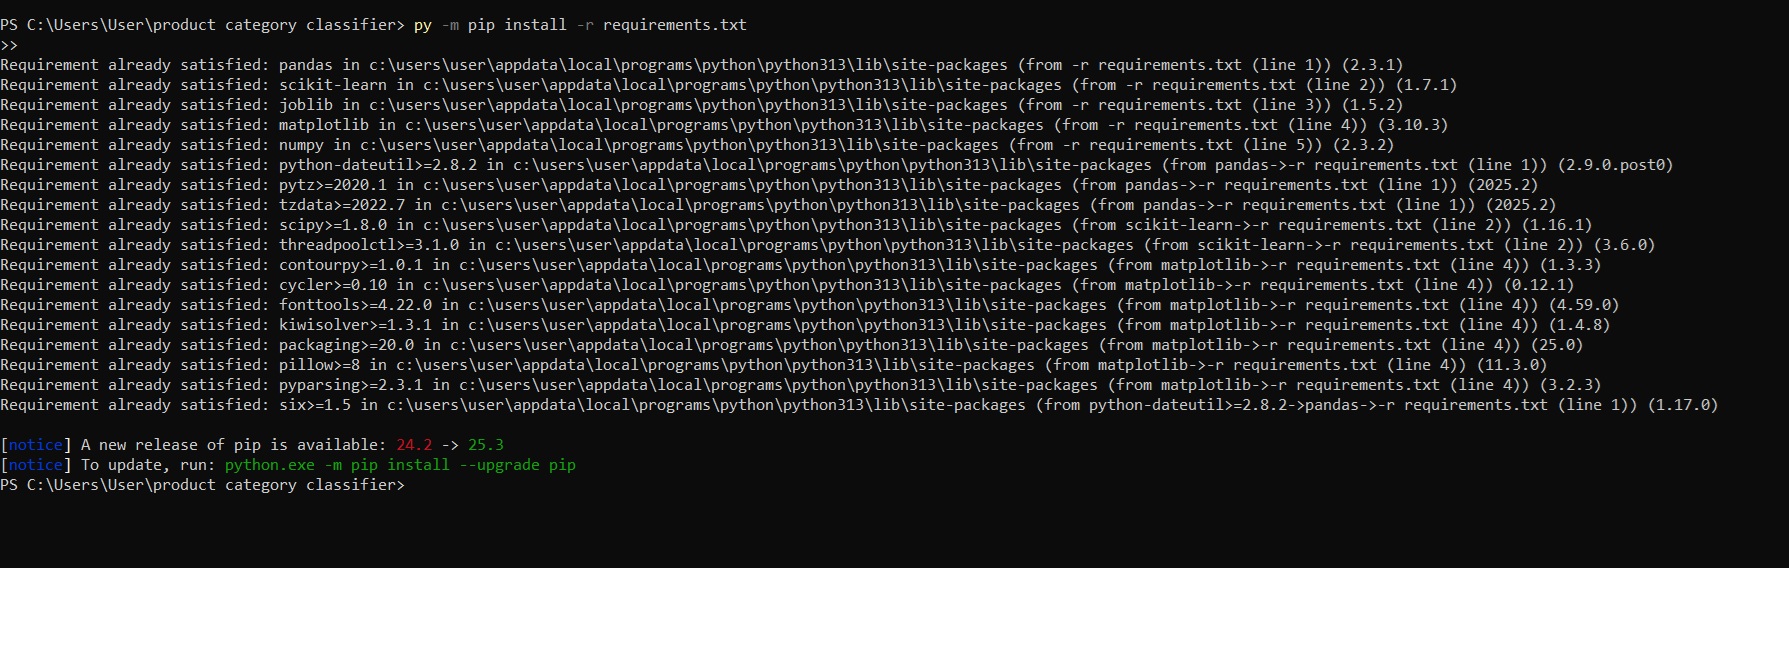 PS C:\Users\User\product category classifier> py -m pip install -r requirements.txt
>>
Requirement already satisfied: pandas in c:\users\user\appdata\local\programs\python\python313\lib\site-packages (from -r requirements.txt (line 1)) (2.3.1)
Requirement already satisfied: scikit-learn in c:\users\user\appdata\local\programs\python\python313\lib\site-packages (from -r requirements.txt (line 2)) (1.7.1)
Requirement already satisfied: joblib in c:\users\user\appdata\local\programs\python\python313\lib\site-packages (from -r requirements.txt (line 3)) (1.5.2)
Requirement already satisfied: matplotlib in c:\users\user\appdata\local\programs\python\python313\lib\site-packages (from -r requirements.txt (line 4)) (3.10.3)
Requirement already satisfied: numpy in c:\users\user\appdata\local\programs\python\python313\lib\site-packages (from -r requirements.txt (line 5)) (2.3.2)
Requirement already satisfied: python-dateutil>=2.8.2 in c:\users\user\appdata\local\programs\python\python313\lib\site-packages (from pandas->-r requirements.txt (line 1)) (2.9.0.post0)
Requirement already satisfied: pytz>=2020.1 in c:\users\user\appdata\local\programs\python\python313\lib\site-packages (from pandas->-r requirements.txt (line 1)) (2025.2)
Requirement already satisfied: tzdata>=2022.7 in c:\users\user\appdata\local\programs\python\python313\lib\site-packages (from pandas->-r requirements.txt (line 1)) (2025.2)
Requirement already satisfied: scipy>=1.8.0 in c:\users\user\appdata\local\programs\python\python313\lib\site-packages (from scikit-learn->-r requirements.txt (line 2)) (1.16.1)
Requirement already satisfied: threadpoolctl>=3.1.0 in c:\users\user\appdata\local\programs\python\python313\lib\site-packages (from scikit-learn->-r requirements.txt (line 2)) (3.6.0)
Requirement already satisfied: contourpy>=1.0.1 in c:\users\user\appdata\local\programs\python\python313\lib\site-packages (from matplotlib->-r requirements.txt (line 4)) (1.3.3)
Requirement already satisfied: cycler>=0.10 in c:\users\user\appdata\local\programs\python\python313\lib\site-packages (from matplotlib->-r requirements.txt (line 4)) (0.12.1)
Requirement already satisfied: fonttools>=4.22.0 in c:\users\user\appdata\local\programs\python\python313\lib\site-packages (from matplotlib->-r requirements.txt (line 4)) (4.59.0)
Requirement already satisfied: kiwisolver>=1.3.1 in c:\users\user\appdata\local\programs\python\python313\lib\site-packages (from matplotlib->-r requirements.txt (line 4)) (1.4.8)
Requirement already satisfied: packaging>=20.0 in c:\users\user\appdata\local\programs\python\python313\lib\site-packages (from matplotlib->-r requirements.txt (line 4)) (25.0)
Requirement already satisfied: pillow>=8 in c:\users\user\appdata\local\programs\python\python313\lib\site-packages (from matplotlib->-r requirements.txt (line 4)) (11.3.0)
Requirement already satisfied: pyparsing>=2.3.1 in c:\users\user\appdata\local\programs\python\python313\lib\site-packages (from matplotlib->-r requirements.txt (line 4)) (3.2.3)
Requirement already satisfied: six>=1.5 in c:\users\user\appdata\local\programs\python\python313\lib\site-packages (from python-dateutil>=2.8.2->pandas->-r requirements.txt (line 1)) (1.17.0)
[notice] A new release of pip is available: 24.2 -> 25.3
[notice] To update, run: python.exe -m pip install --upgrade pip
PS C:\Users\User\product category classifier>